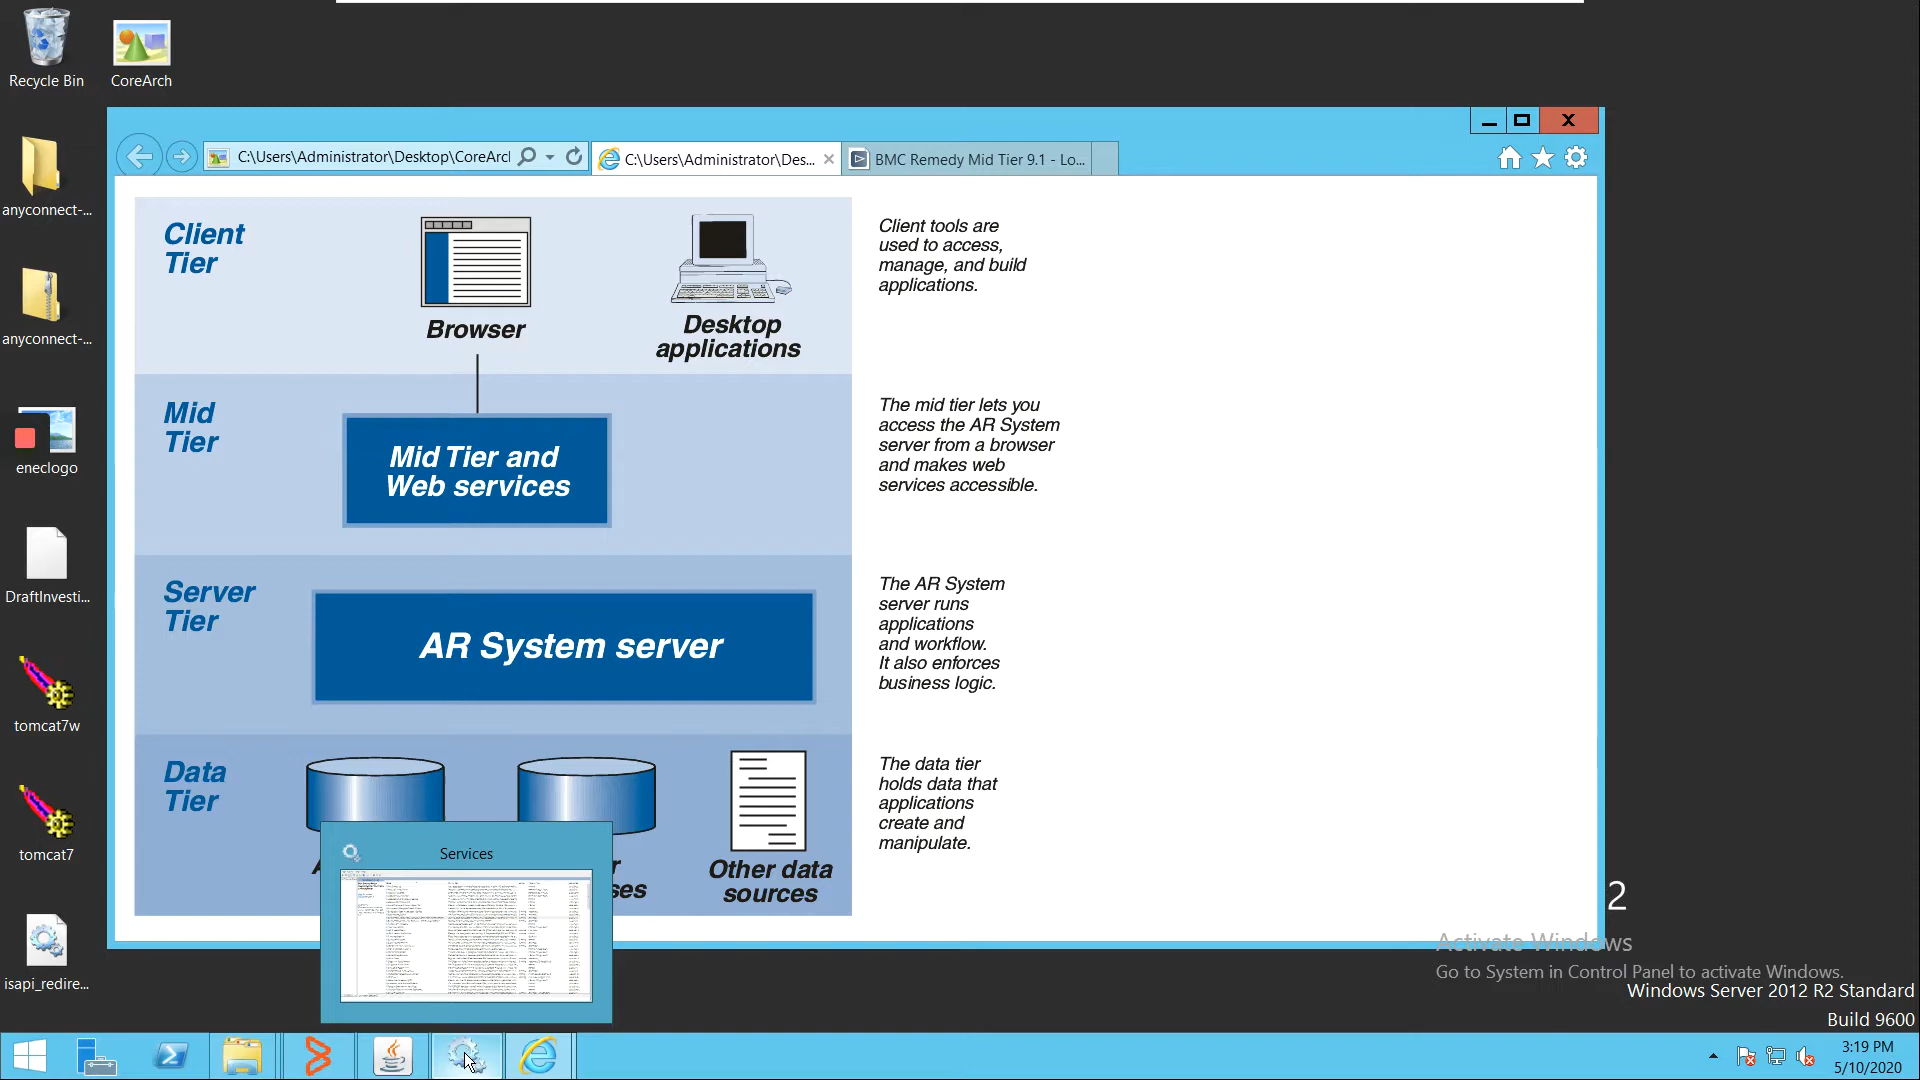 Recycle Bin
CoreArch
anyconnect-...
anyconnect-...
eneclogo
DraftInvesti...
tomcat7w
tomcat7
isapi_redire...
C:\Users\Administrator\Desktop\CoreArcl
C:\Users\Administrator\Des...
BMC Remedy Mid Tier 9.1 - Lo...
Client
Tier
Browser
Desktop
applications
Client tools are
used to access,
manage, and build
applications.
Mid
Tier
Mid Tier and
Web services
The mid tier lets you
access the AR System
server from a browser
and makes web
services accessible.
Server
Tier
AR System server
The AR System
server runs
applications
and workflow.
It also enforces
business logic.
Data
Tier
Other data
sources
The data tier
holds data that
applications
create and
manipulate.
Services
2
Activate Windows
Go to System in Control Panel to activate Windows.
Windows Server 2012 R2 Standard
Build 9600
3:19 PM
5/10/2020